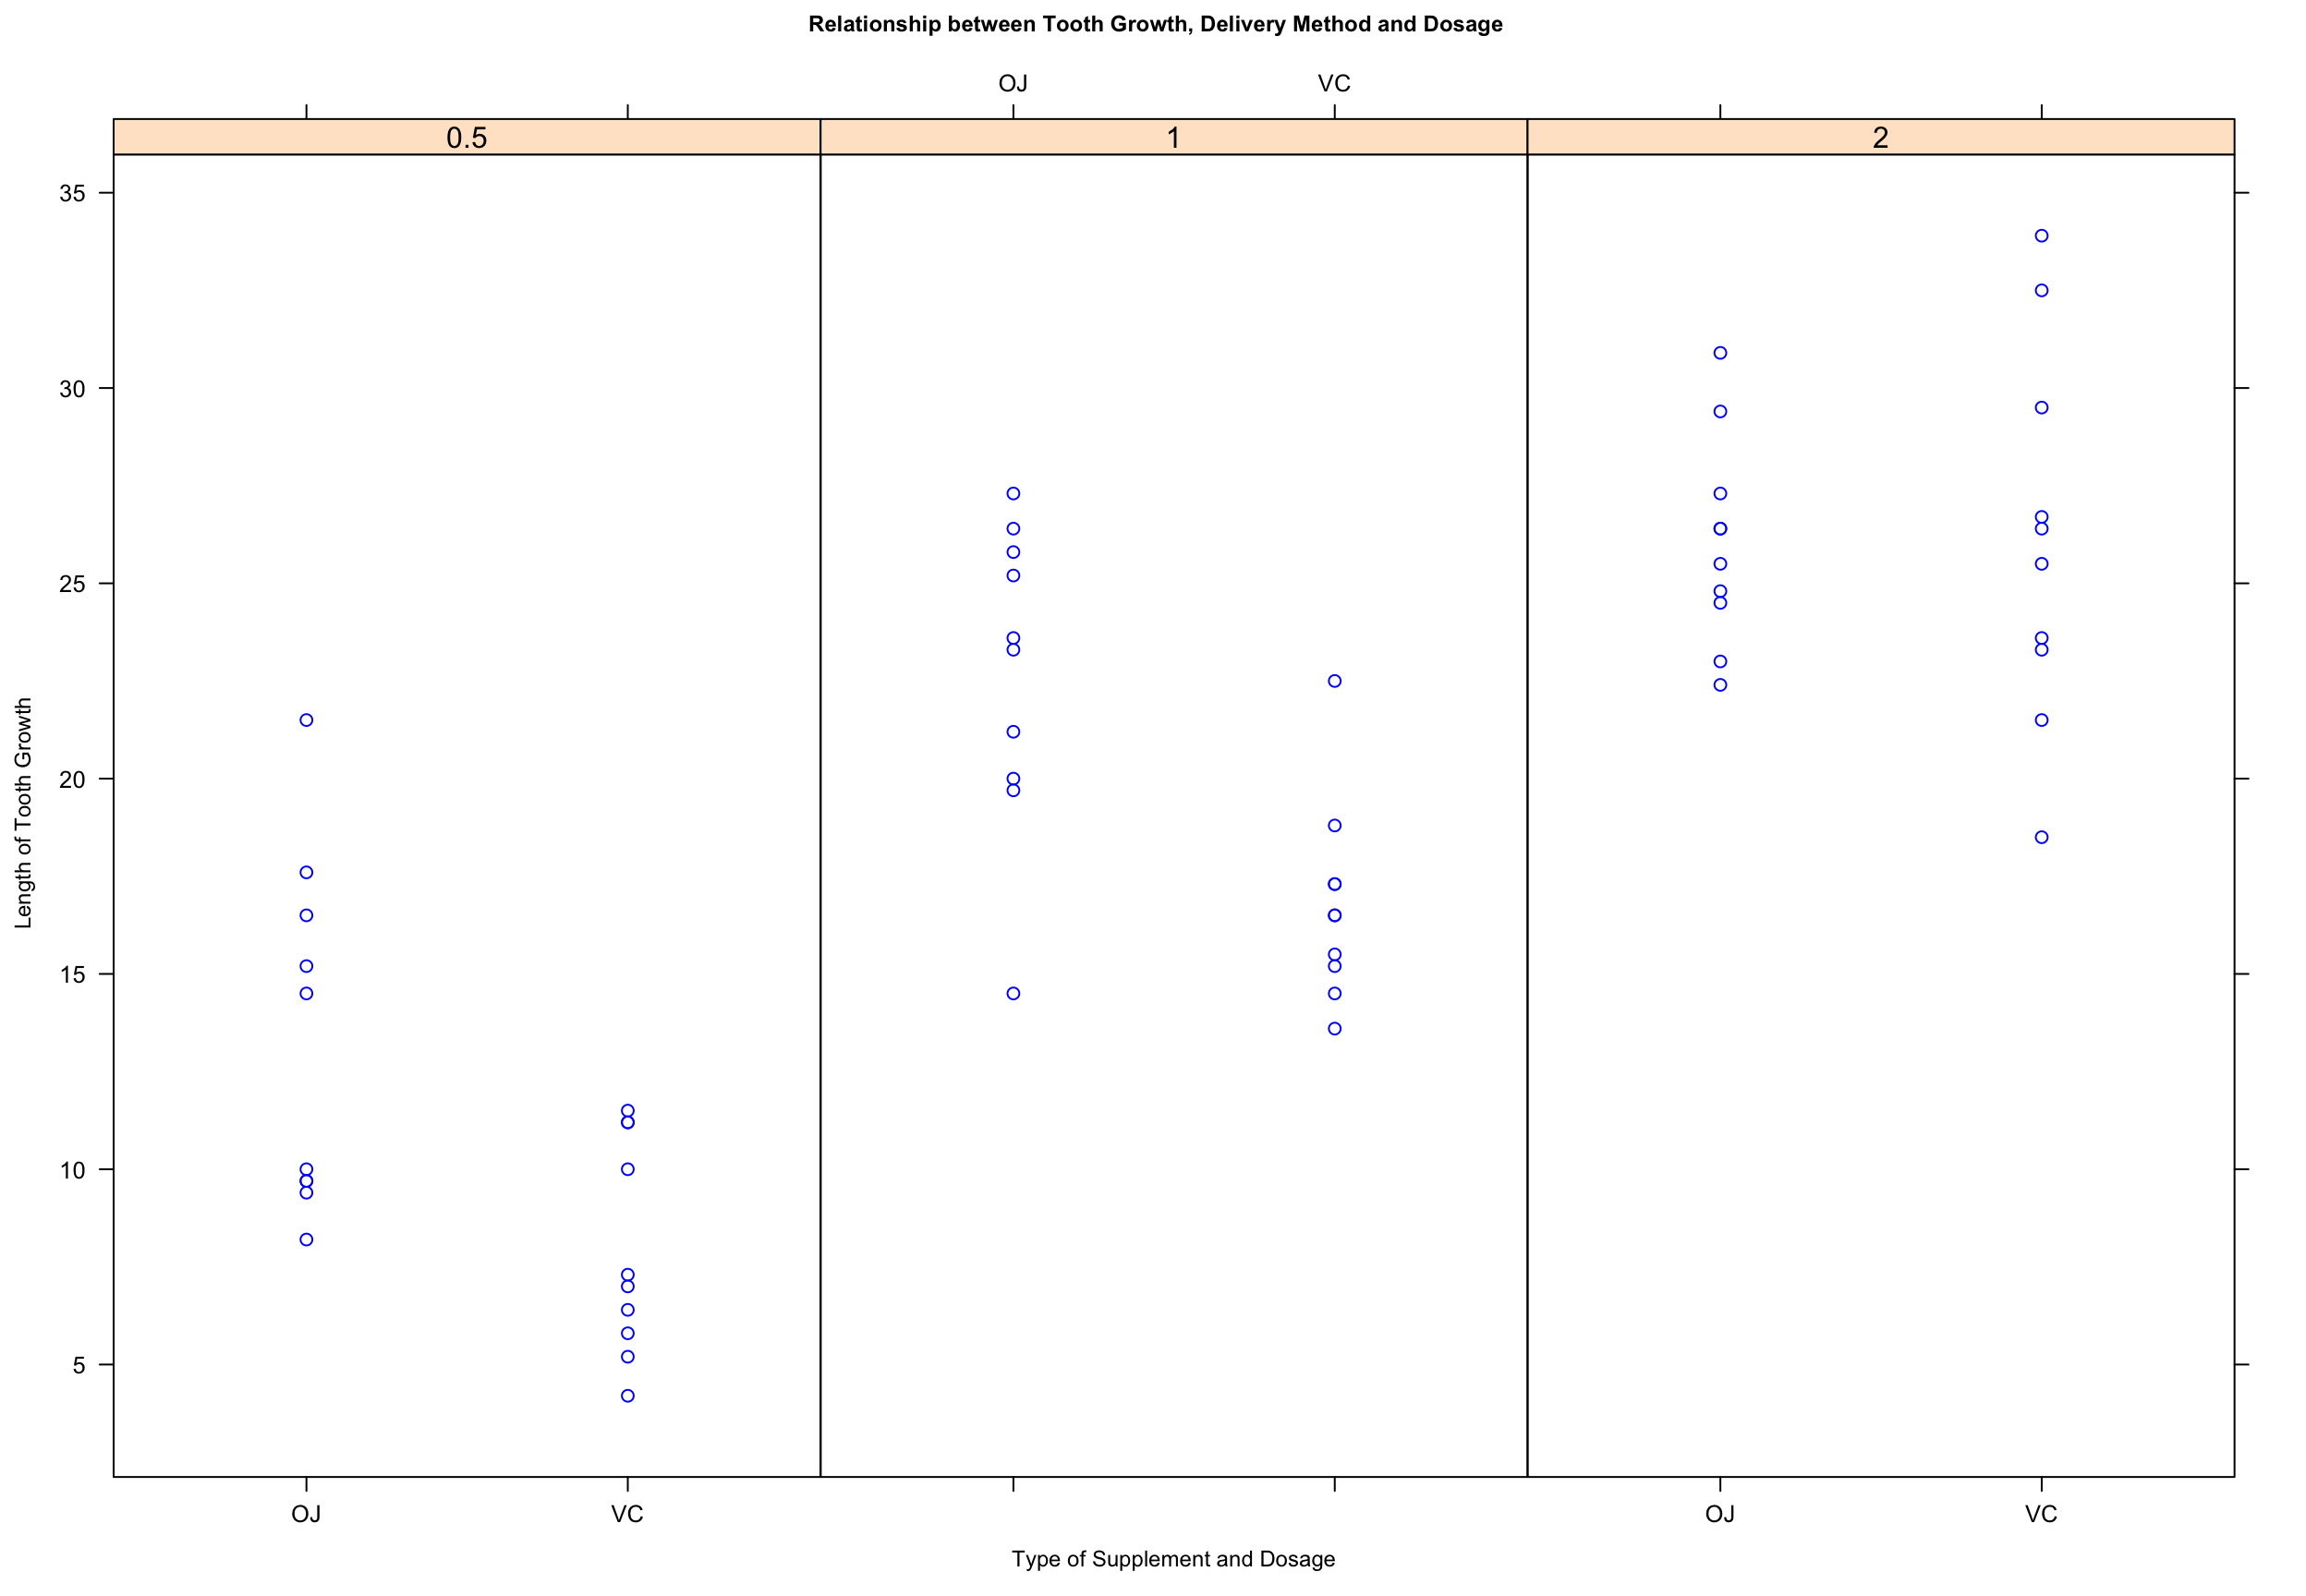 Relationship between Tooth Growth, Delivery Method and Dosage
OJ VC
0.5 1 2
35
30
25
20
15
10
5
Length of Tooth Growth
OJ VC OJ VC
Type of Supplement and Dosage